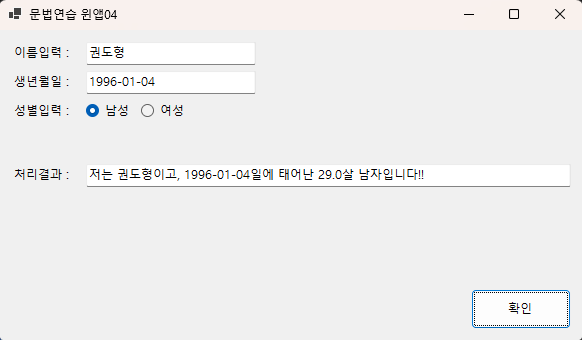 문법연습 윈앱04
이름입력 : 권도형
생년월일 : 1996-01-04
성별입력 : 남성 여성
처리결과 : 저는 권도형이고, 1996-01-04일에 태어난 29.0살 남자입니다!!
확인